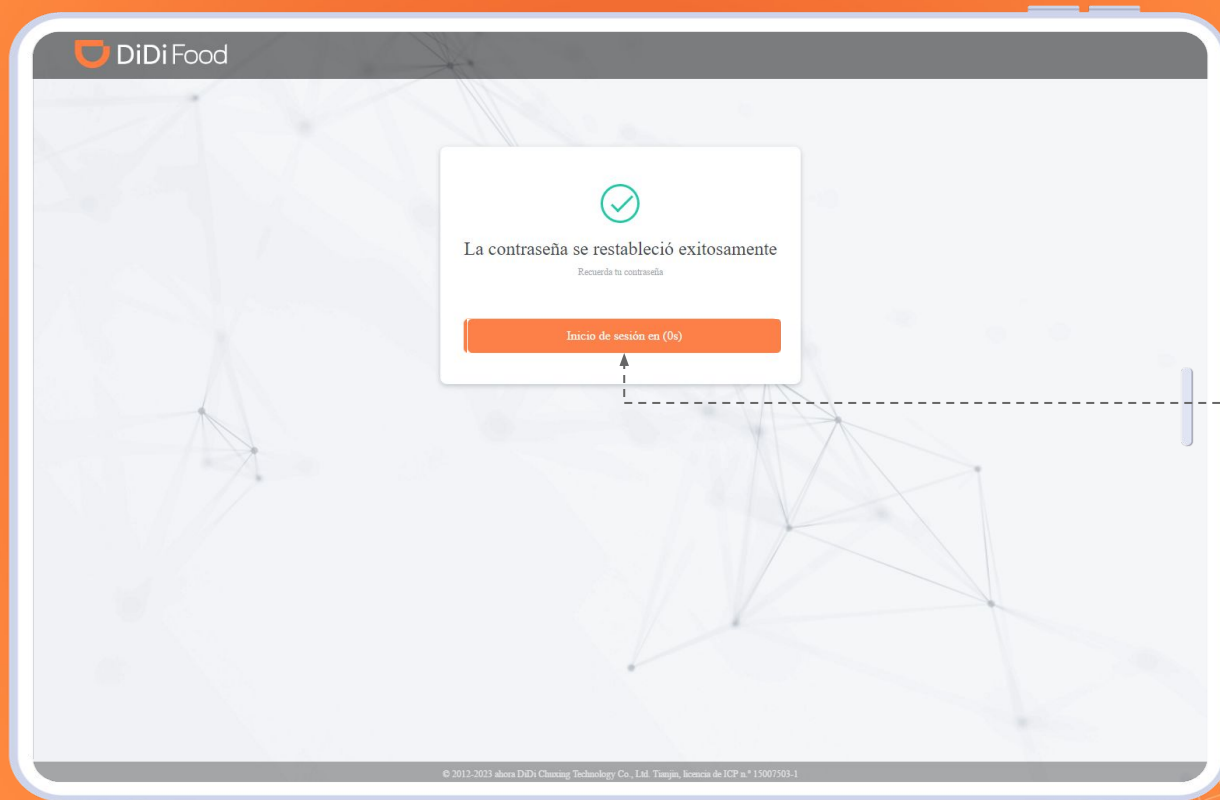 DiDi Food
La contraseña se restableció exitosamente
Recuerda tu contraseña
Inicio de sesión en (0s)
© 2012-2023 ahora DiDi Chuxing Technology Co., Ltd. Tianjin, licencia de ICP n.° 15007503-1